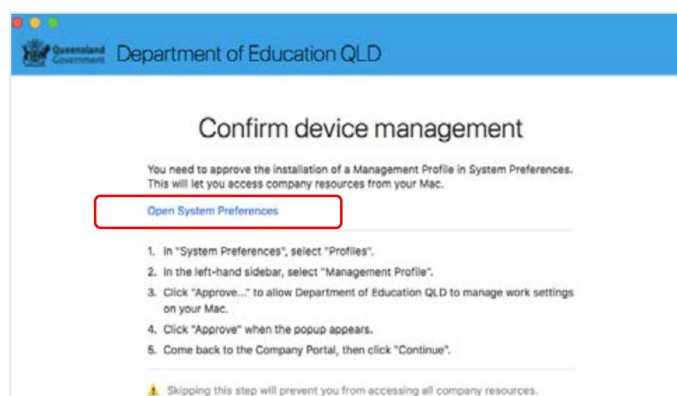 Queensland
Government
Department of Education QLD
Confirm device management
You need to approve the installation of a Management Profile in System Preferences.
This will let you access company resources from your Mac.
Open System Preferences
1. In "System Preferences", select "Profiles".
2. In the left-hand sidebar, select "Management Profile".
3. Click "Approve..." to allow Department of Education QLD to manage work settings
on your Mac.
4. Click "Approve" when the popup appears.
5. Come back to the Company Portal, then click "Continue".
Skipping this step will prevent you from accessing all company resources.